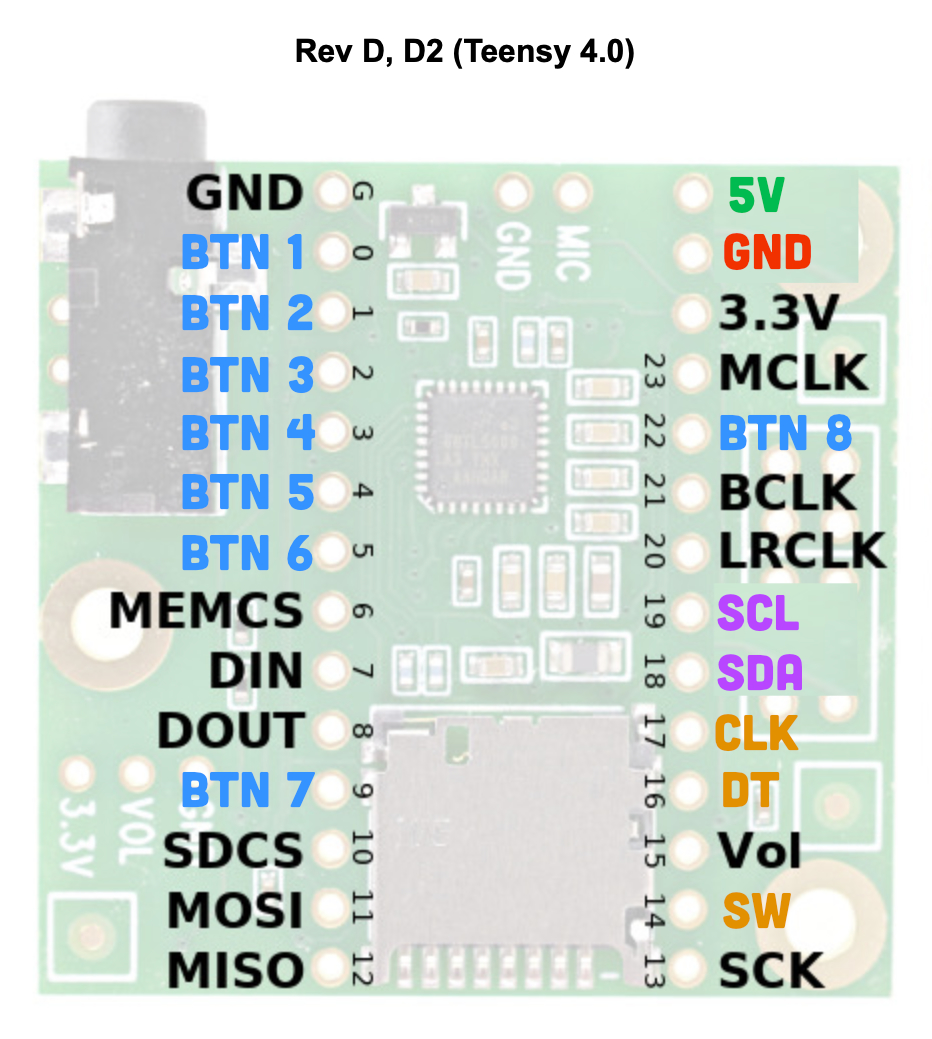 Rev D, D2 (Teensy 4.0)
GND G GND MIC 5V
BTN 1 0 GND
BTN 2 1 3.3V
BTN 3 2 23 MCLK
BTN 4 3 22 BTN 8
BTN 5 4 21 BCLK
BTN 6 5 20 LRCLK
MEMCS 6 19 SCL
DIN 7 18 SDA
DOUT 8 17 CLK
BTN 7 9 16 DT
3.3V VOL
SDCS 10 15 Vol
MOSI 11 14 SW
MISO 12 13 SCK